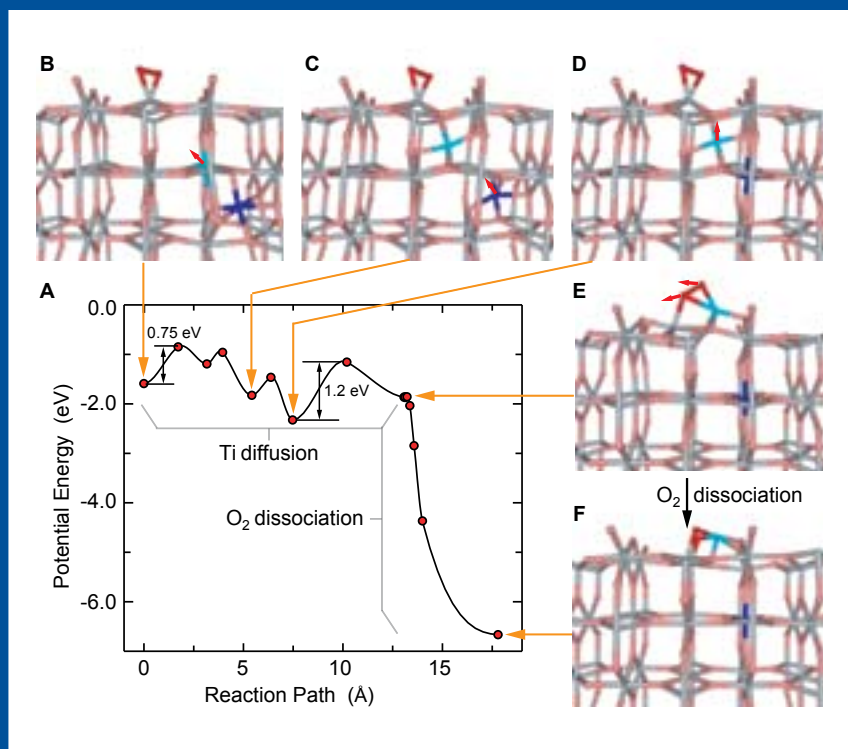 B
C
D
A
E
F
0.0
-2.0
-4.0
-6.0
Potential Energy (eV)
0.75 eV
1.2 eV
Ti diffusion
O₂ dissociation
0
5
10
15
Reaction Path (Å)
O₂ dissociation